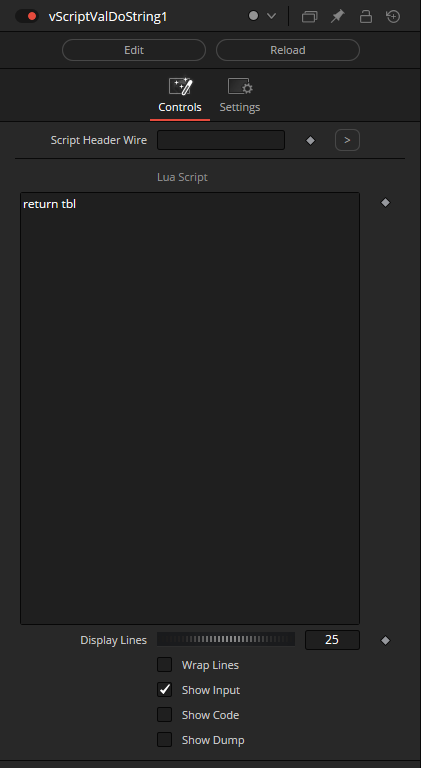 vScriptValDoString1
Edit Reload
Controls Settings
Script Header Wire >
Lua Script
return tbl
Display Lines 25
Wrap Lines
Show Input
Show Code
Show Dump